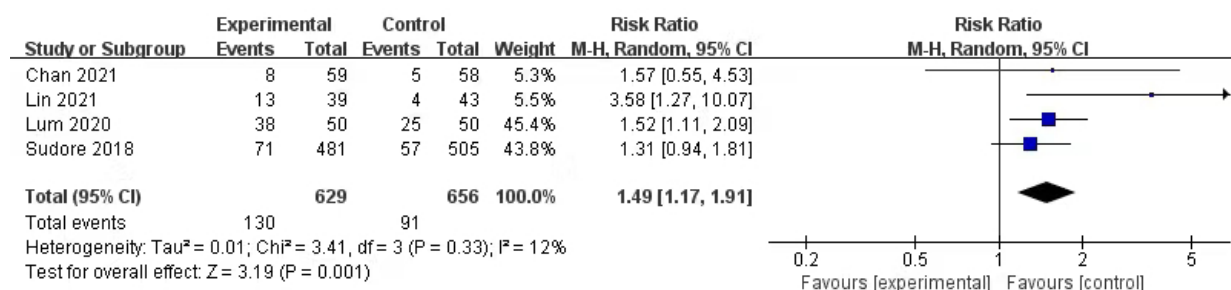 Experimental Control Risk Ratio Risk Ratio
Study or Subgroup Events Total Events Total Weight M-H, Random, 95% CI M-H, Random, 95% CI
Chan 2021 8 59 5 58 5.3% 1.57 [0.55, 4.53]
Lin 2021 13 39 4 43 5.5% 3.58 [1.27, 10.07]
Lum 2020 38 50 25 50 45.4% 1.52 [1.11, 2.09]
Sudore 2018 71 481 57 505 43.8% 1.31 [0.94, 1.81]
Total (95% CI) 629 656 100.0% 1.49 [1.17, 1.91]
Total events 130 91
Heterogeneity: Tau² = 0.01; Chi² = 3.41, df = 3 (P = 0.33); I² = 12%
Test for overall effect: Z = 3.19 (P = 0.001)
0.2 0.5 1 2 5
Favours [experimental] Favours [control]